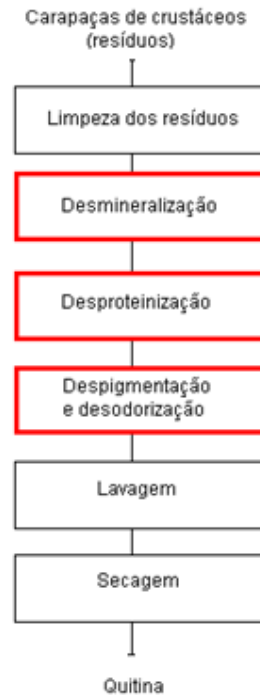 Carapaças de crustáceos
(resíduos)
Limpeza dos resíduos
Desmineralização
Desproteinização
Despigmentação
e desodorização
Lavagem
Secagem
Quitina